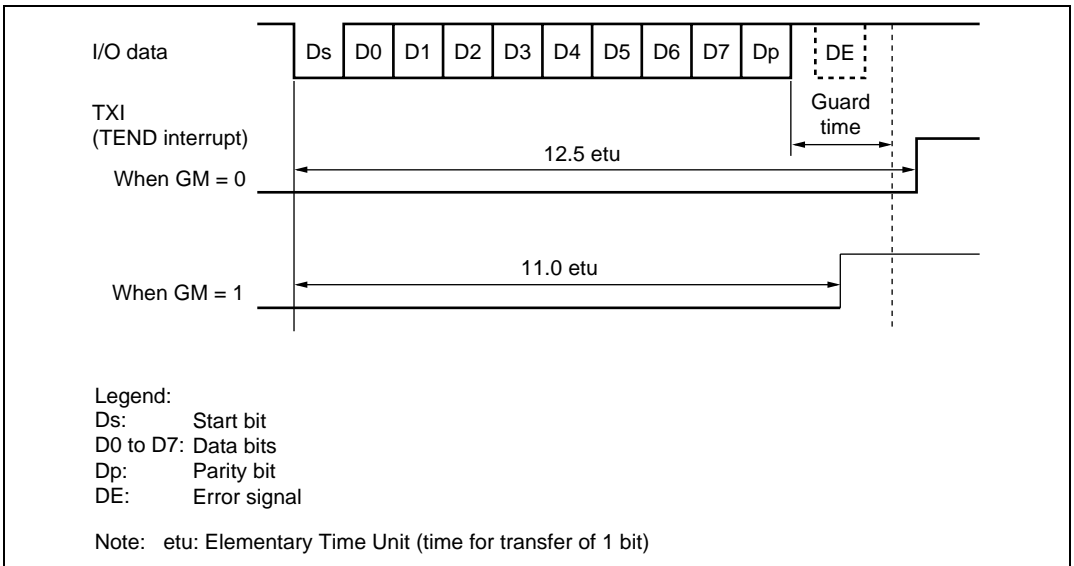 I/O data
Ds D0 D1 D2 D3 D4 D5 D6 D7 Dp DE
Guard
time
TXI
(TEND interrupt)
12.5 etu
When GM = 0
11.0 etu
When GM = 1
Legend:
Ds: Start bit
D0 to D7: Data bits
Dp: Parity bit
DE: Error signal
Note: etu: Elementary Time Unit (time for transfer of 1 bit)